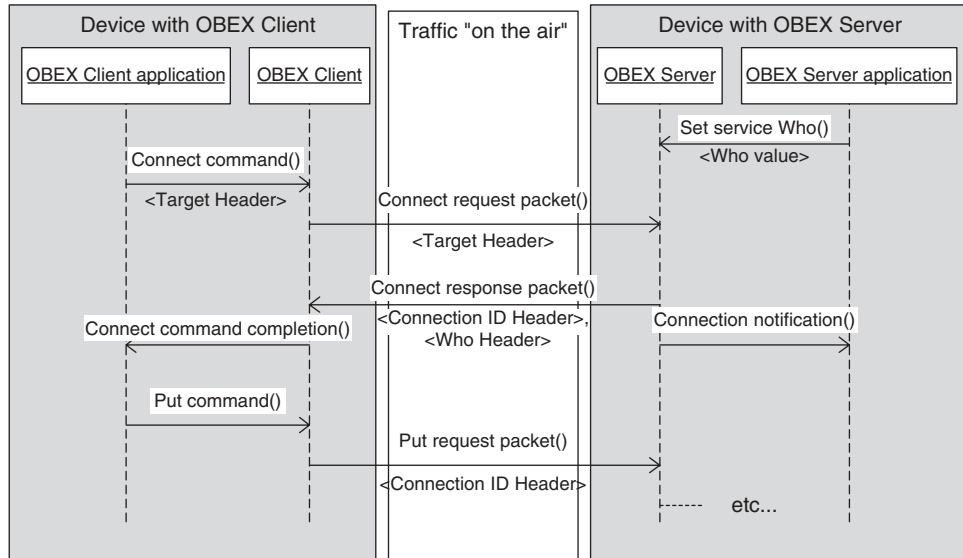 Device with OBEX Client
Traffic "on the air"
Device with OBEX Server
OBEX Client application
OBEX Client
OBEX Server
OBEX Server application
Set service Who()
<Who value>
Connect command()
<Target Header>
Connect request packet()
<Target Header>
Connect response packet()
<Connection ID Header>,
<Who Header>
Connect command completion()
Connection notification()
Put command()
Put request packet()
<Connection ID Header>
etc...